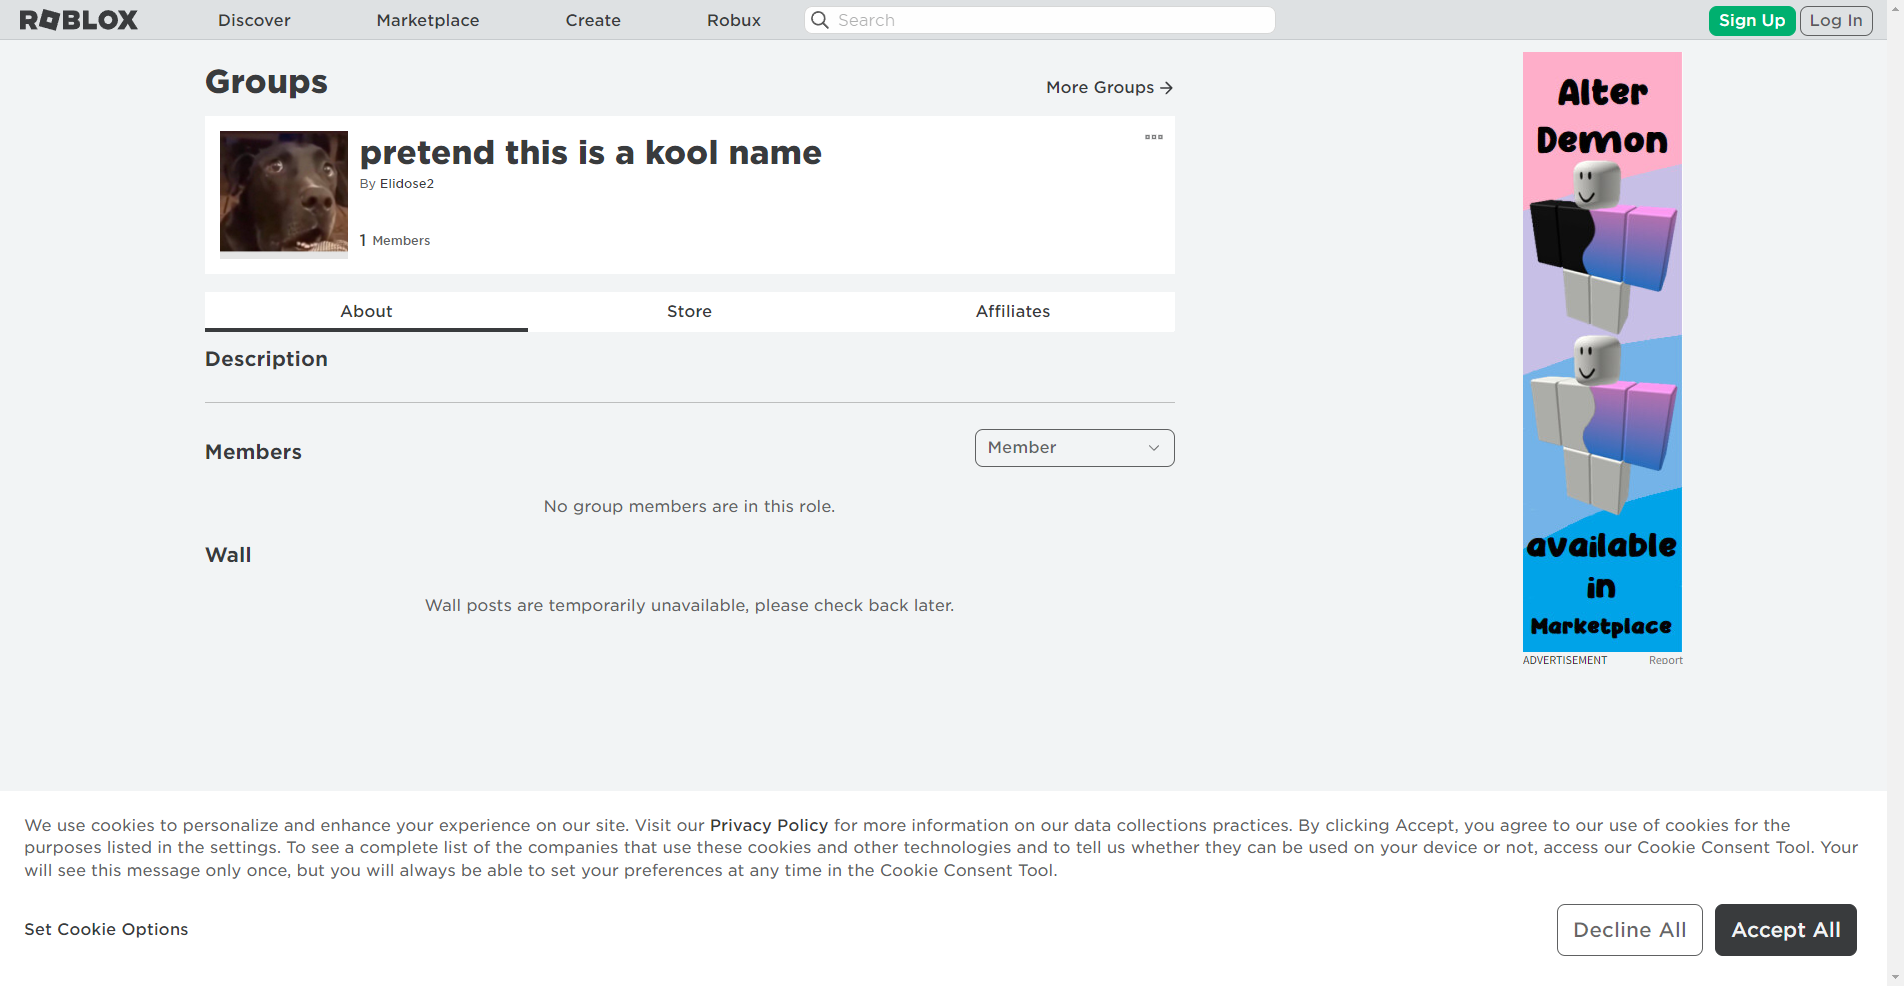 ROBLOX
Discover
Marketplace
Create
Robux
Search
Sign Up
Log In
Groups
More Groups
pretend this is a kool name
By Elidose2
1 Members
About
Store
Affiliates
Description
Members
Member
No group members are in this role.
Wall
Wall posts are temporarily unavailable, please check back later.
Alter
Demon
available
in
Marketplace
ADVERTISEMENT
Report
We use cookies to personalize and enhance your experience on our site. Visit our Privacy Policy for more information on our data collections practices. By clicking Accept, you agree to our use of cookies for the
purposes listed in the settings. To see a complete list of the companies that use these cookies and other technologies and to tell us whether they can be used on your device or not, access our Cookie Consent Tool. Your
will see this message only once, but you will always be able to set your preferences at any time in the Cookie Consent Tool.
Set Cookie Options
Decline All
Accept All